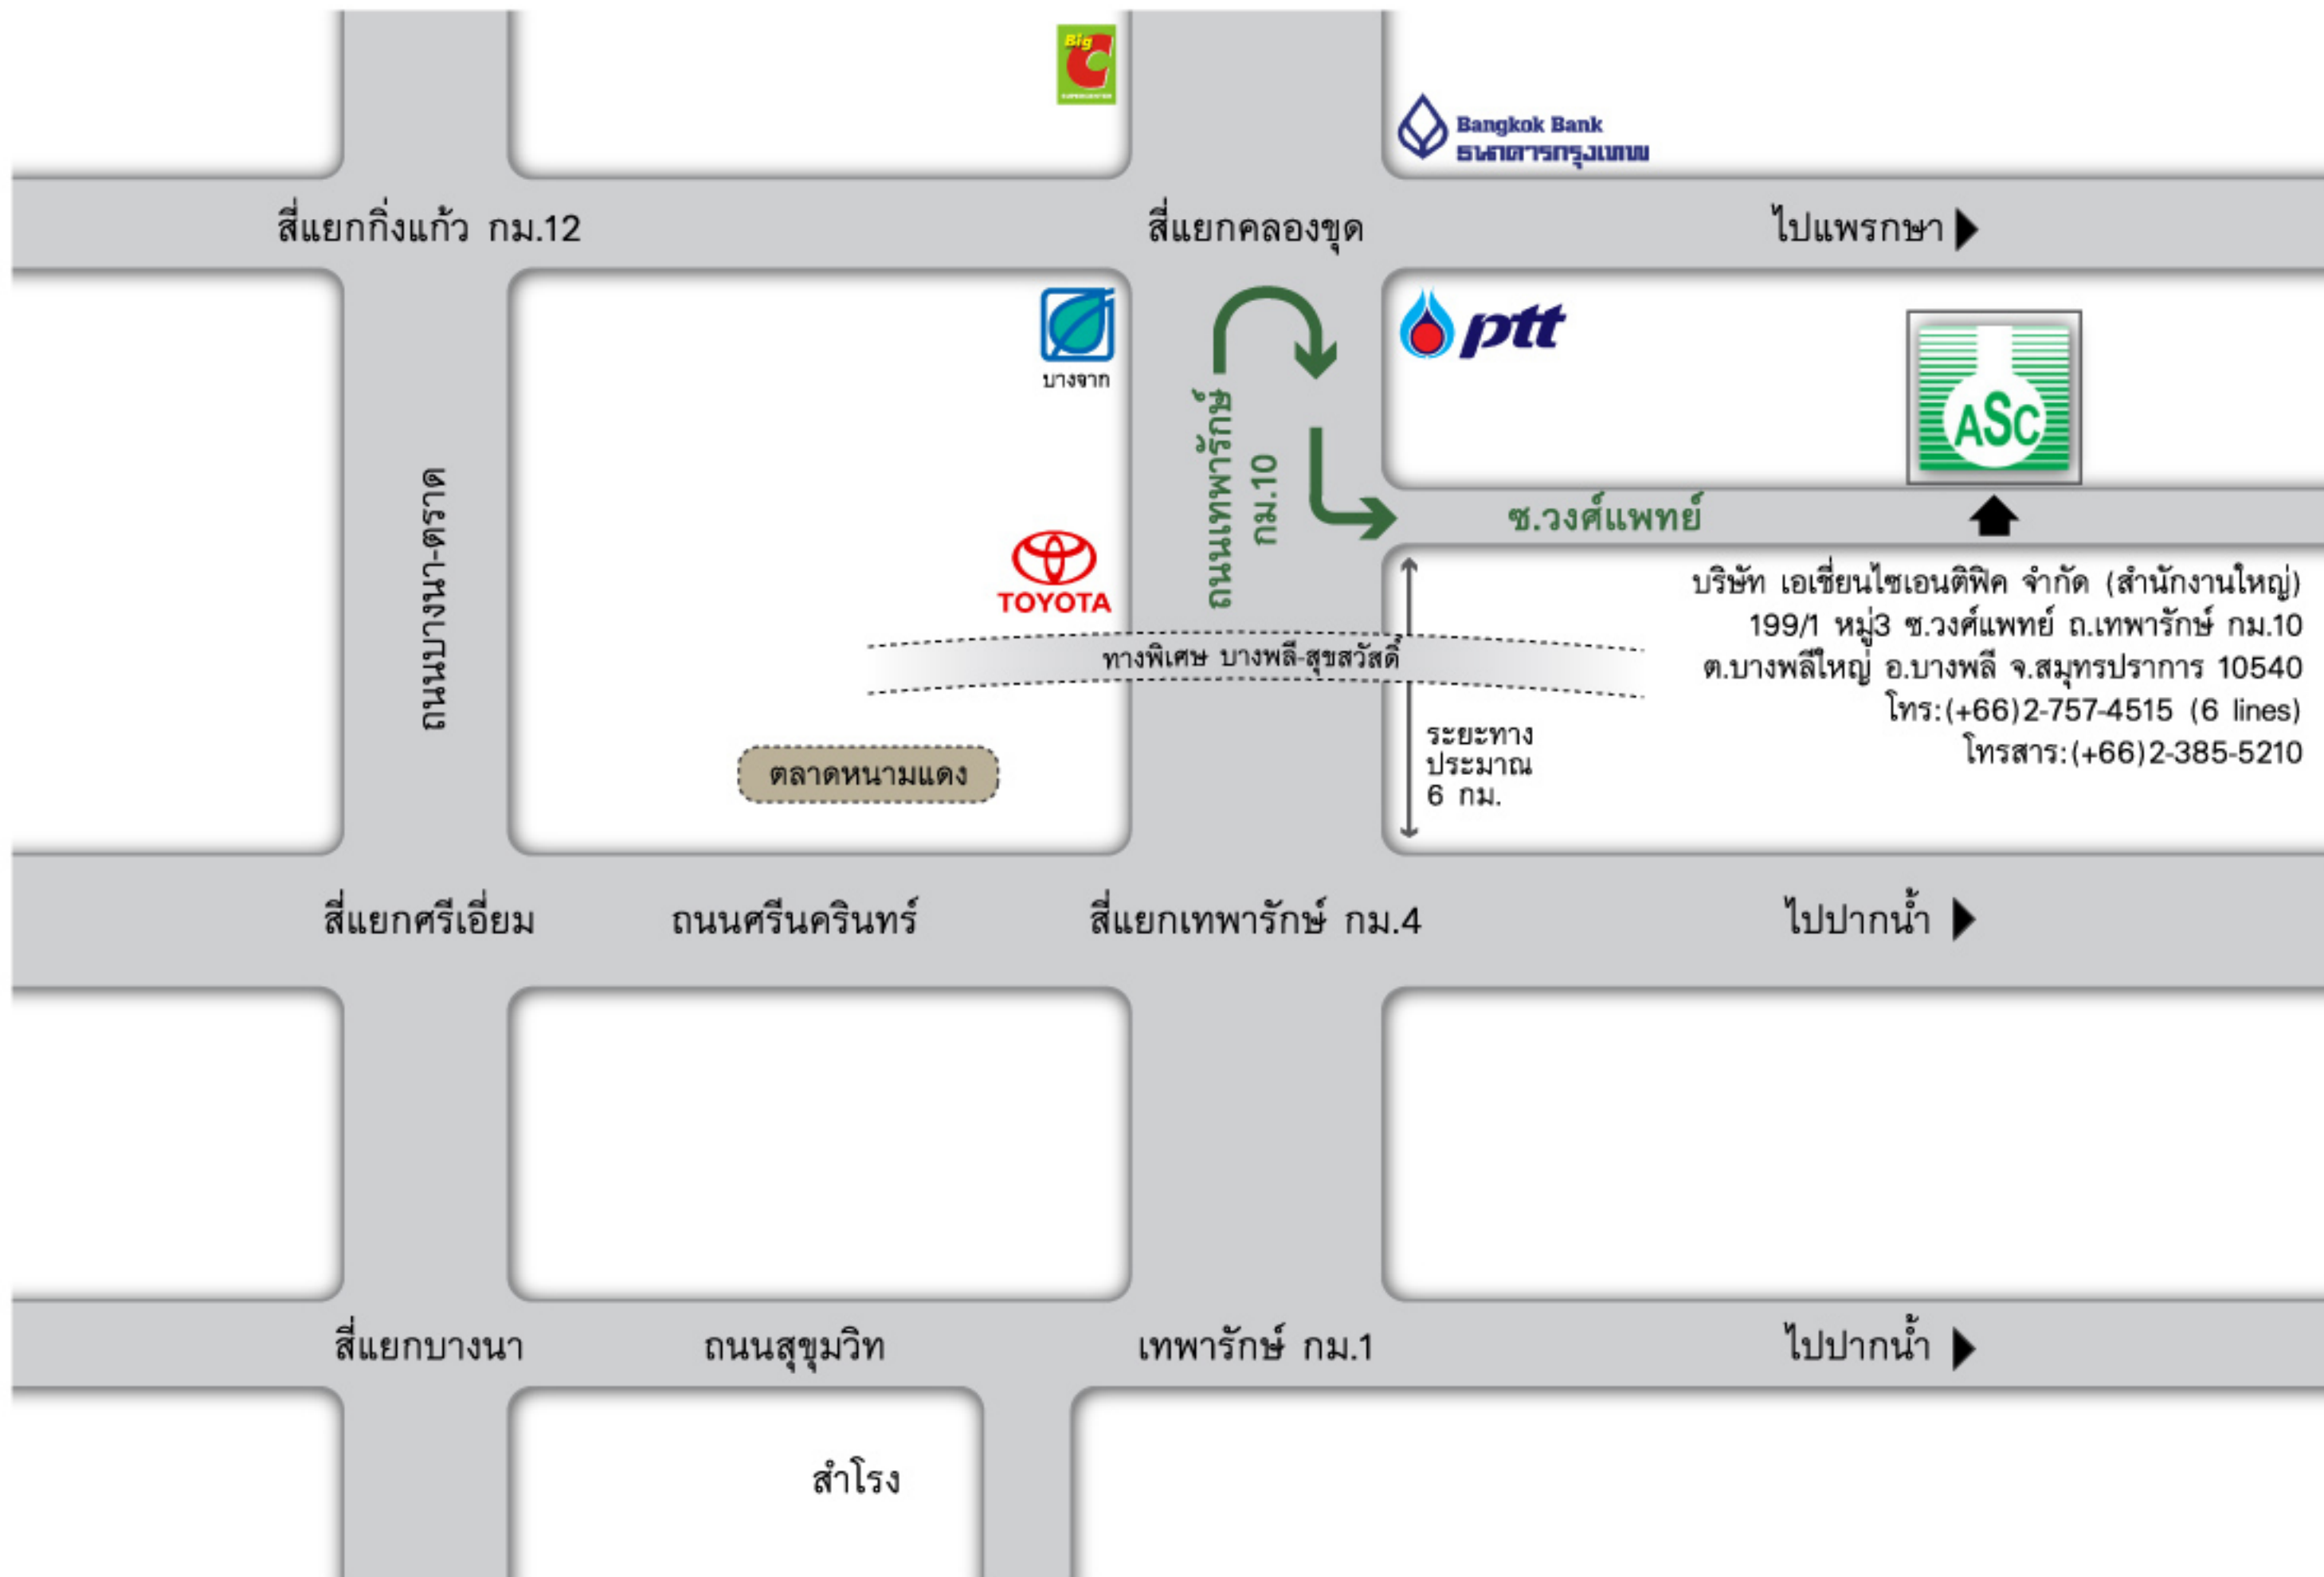 Big C
SUPERCENTER
Bangkok Bank
ธนาคารกรุงเทพ
สี่แยกกิ่งแก้ว กม.12
สี่แยกคลองขุด
ไปแพรกษา
บางจาก
ptt
ASC
ถนนบางนา-ตราด
ถนนเทพารักษ์
กม.10
ซ.วงศ์แพทย์
TOYOTA
ทางพิเศษ บางพลี-สุขสวัสดิ์
บริษัท เอเชี่ยนไซเอนติฟิค จำกัด (สำนักงานใหญ่)
199/1 หมู่3 ซ.วงศ์แพทย์ ถ.เทพารักษ์ กม.10
ต.บางพลีใหญ่ อ.บางพลี จ.สมุทรปราการ 10540
โทร:(+66)2-757-4515 (6 lines)
โทรสาร:(+66)2-385-5210
ระยะทาง
ประมาณ
6 กม.
ตลาดหนามแดง
สี่แยกศรีเอี่ยม
ถนนศรีนครินทร์
สี่แยกเทพารักษ์ กม.4
ไปปากน้ำ
สี่แยกบางนา
ถนนสุขุมวิท
เทพารักษ์ กม.1
ไปปากน้ำ
สำโรง